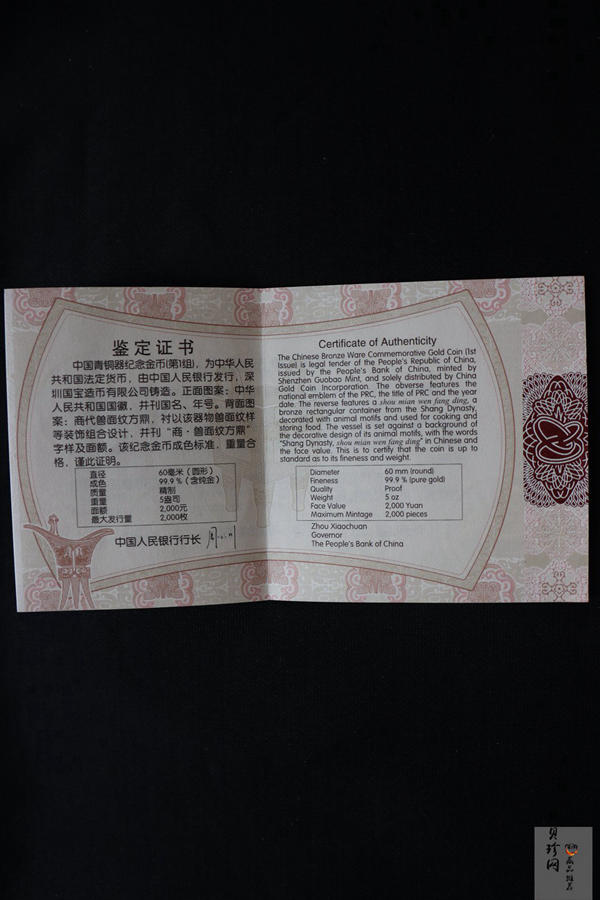 鉴定证书
中国青铜器纪念金币(第1组)，为中华人民
共和国法定货币，由中国人民银行发行，深
圳国宝造币有限公司铸造。正面图案：中华
人民共和国国徽，并刊国名、年号。背面图
案：商代兽面纹方鼎，衬以该器物兽面纹样
等装饰组合设计，并刊“商·兽面纹方鼎”
字样及面额。该纪念金币成色标准，重量合
格，谨此证明。
直径 60毫米（圆形）
成色 99.9％（含纯金）
质量 精制
重量 5盎司
面额 2,000元
最大发行量 2,000枚
中国人民银行行长
Certificate of Authenticity
The Chinese Bronze Ware Commemorative Gold Coin (1st
Issue) is legal tender of the People's Republic of China,
issued by the People's Bank of China, minted by
Shenzhen Guobao Mint, and solely distributed by China
Gold Coin Incorporation. The obverse features the
national emblem of the PRC, the title of PRC and the year
date. The reverse features a shou mian wen fang ding, a
bronze rectangular container from the Shang Dynasty,
decorated with animal motifs and used for cooking and
storing food. The vessel is set against a background of
the decorative design of its animal motifs, with the words
"Shang Dynasty, shou mian wen fang ding" in Chinese and
the face value. This is to certify that the coin is up to
standard as to its fineness and weight.
Diameter 60 mm (round)
Fineness 99.9 % (pure gold)
Quality Proof
Weight 5 oz
Face Value 2,000 Yuan
Maximum Mintage 2,000 pieces
Zhou Xiaochuan
Governor
The People's Bank of China
贝珍网
藏品推荐